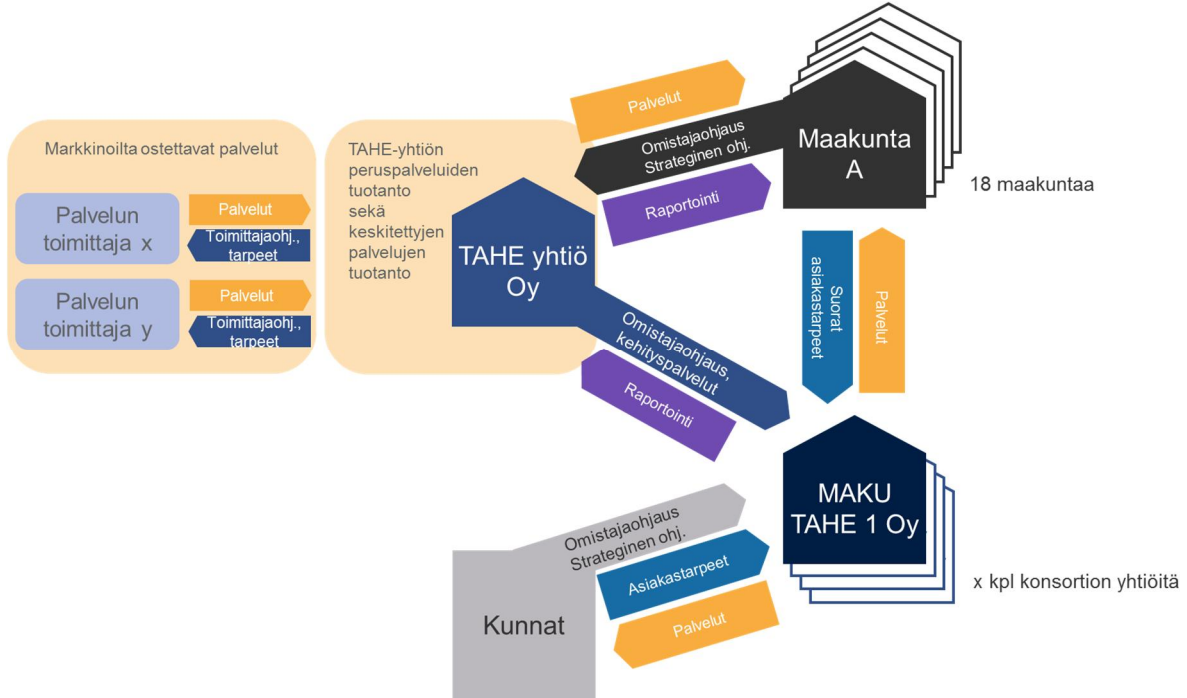 Markkinoilta ostettavat palvelut
Palvelun
toimittaja x
Palvelut
Toimittajaohj.,
tarpeet
Palvelun
toimittaja y
Palvelut
Toimittajaohj.,
tarpeet
TAHE-yhtiön
peruspalveluiden
tuotanto
sekä
keskitettyjen
palvelujen
tuotanto
TAHE yhtiö
Oy
Palvelut
Omistajaohjaus
Strateginen ohj.
Raportointi
Maakunta
A
18 maakuntaa
Omistajaohjaus,
kehityspalvelut
Raportointi
Suorat
asiakastarpeet
Palvelut
MAKU
TAHE 1 Oy
x kpl konsortion yhtiöitä
Omistajaohjaus
Strateginen ohj.
Asiakastarpeet
Palvelut
Kunnat